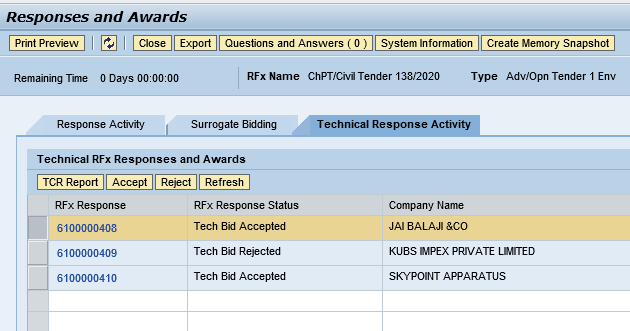 Responses and Awards
Print Preview Close Export Questions and Answers ( 0 ) System Information Create Memory Snapshot
Remaining Time 0 Days 00:00:00 RFx Name ChPT/Civil Tender 138/2020 Type Adv/Opn Tender 1 Env
Response Activity Surrogate Bidding Technical Response Activity
Technical RFx Responses and Awards
TCR Report Accept Reject Refresh
RFx Response RFx Response Status Company Name
6100000408 Tech Bid Accepted JAI BALAJI &CO
6100000409 Tech Bid Rejected KUBS IMPEX PRIVATE LIMITED
6100000410 Tech Bid Accepted SKYPOINT APPARATUS